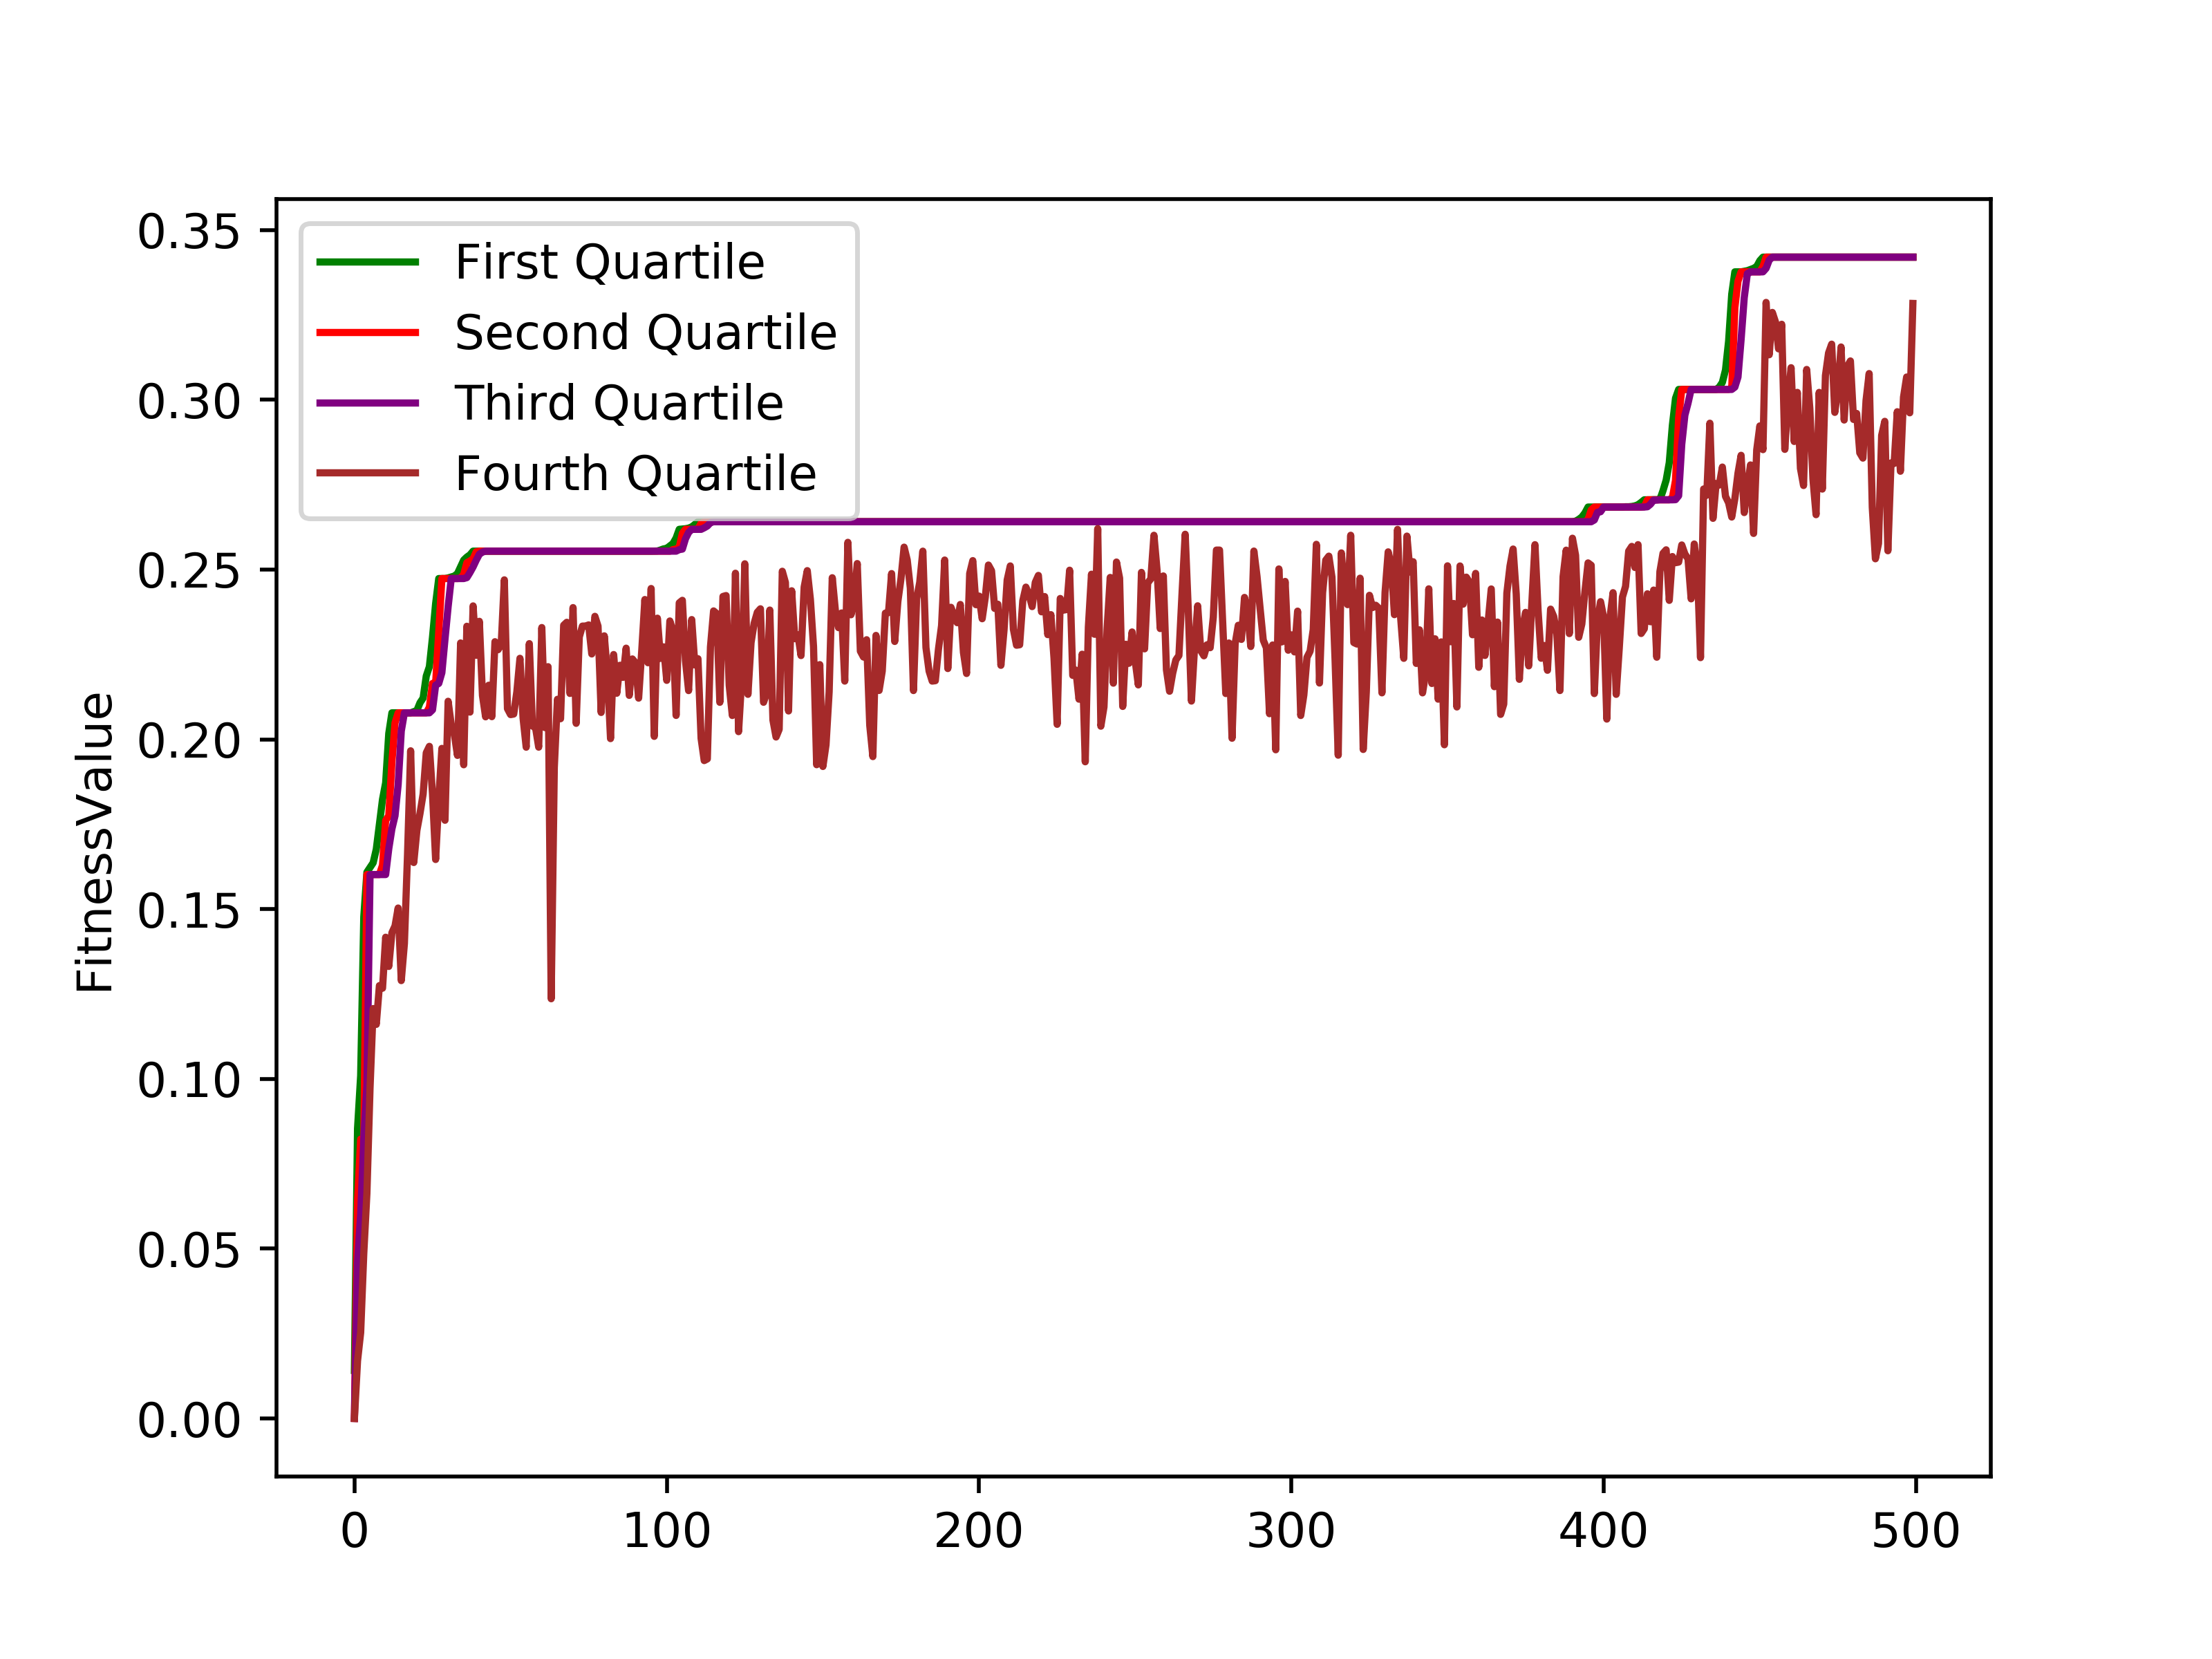 0.35
0.30
0.25
0.20
0.15
0.10
0.05
0.00
FitnessValue
First Quartile
Second Quartile
Third Quartile
Fourth Quartile
0 100 200 300 400 500